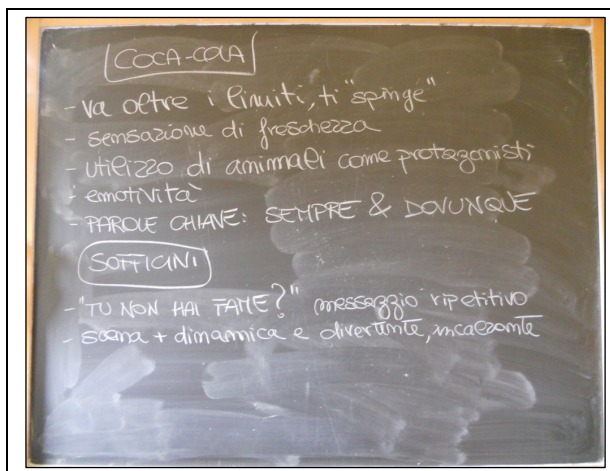 COCA-COLA
- va oltre i limiti, ti "spinge"
- sensazione di freschezza
- utilizzo di animali come protagonisti
- emotività
- PAROLE CHIAVE: SEMPRE & DOVUNQUE
SOFFICINI
- "TU NON HAI FAME?" messaggio ripetitivo
- scena + dinamica e divertente, incalzante